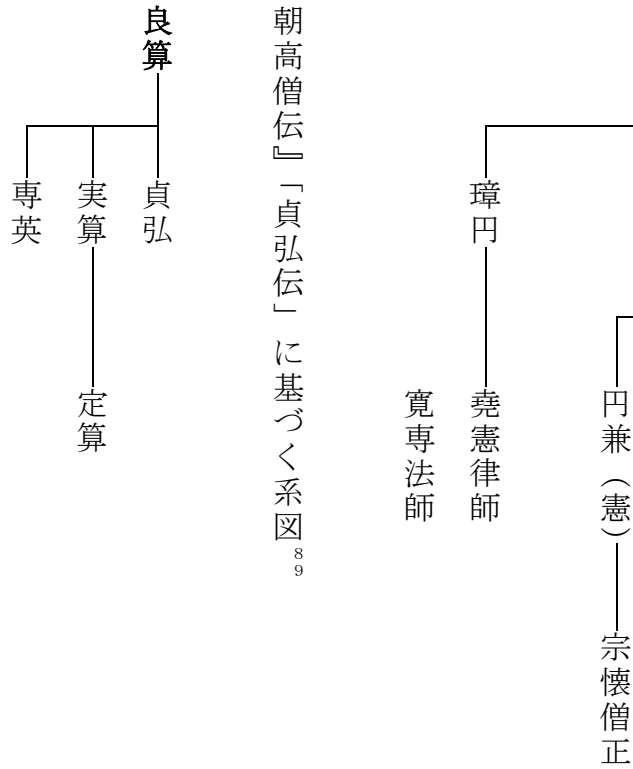 円兼（憲）
宗懐僧正
璋円
堯憲律師
寛専法師
朝高僧伝』「貞弘伝」に基づく系図89
良算
貞弘
実算
定算
専英